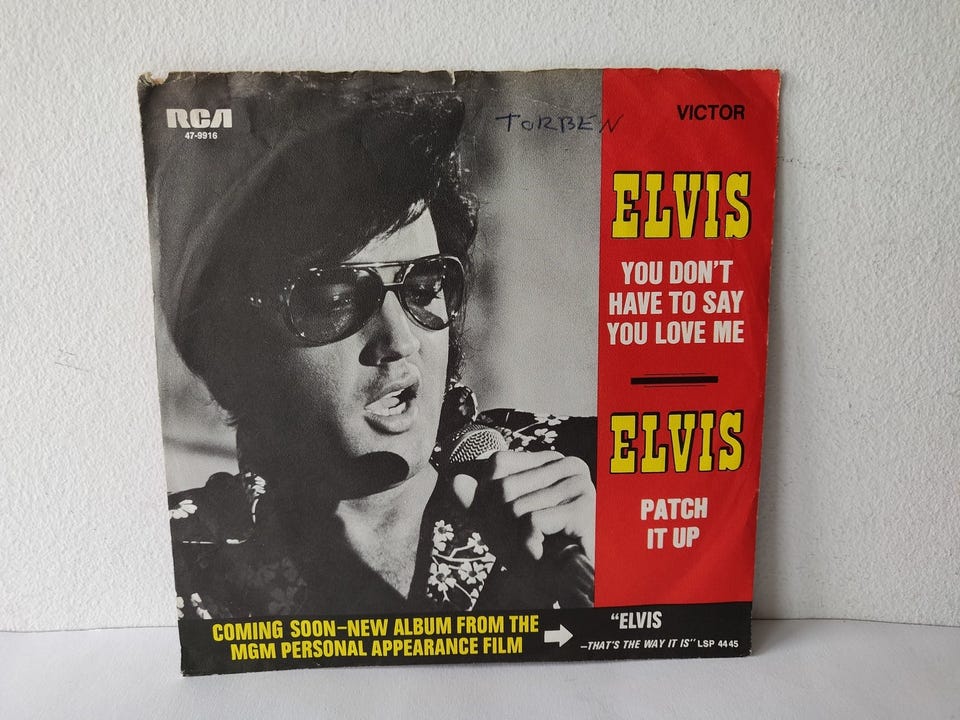 RCA
47-9916
TORBEN
VICTOR
ELVIS
YOU DON'T
HAVE TO SAY
YOU LOVE ME
ELVIS
PATCH
IT UP
COMING SOON–NEW ALBUM FROM THE
MGM PERSONAL APPEARANCE FILM
"ELVIS
–THAT'S THE WAY IT IS" LSP 4445